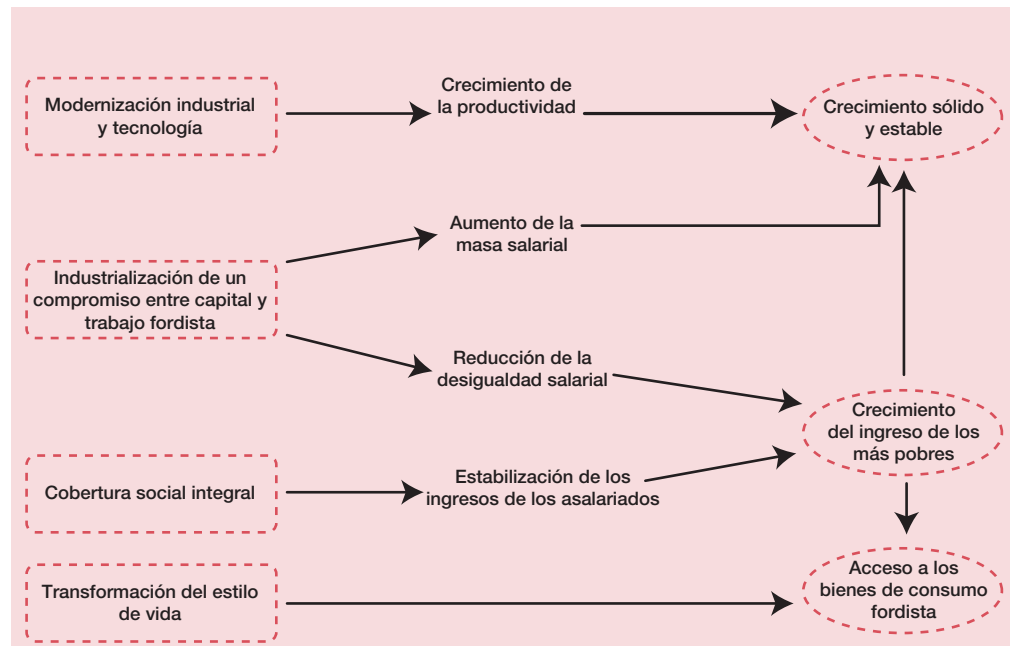 Modernización industrial
y tecnología
Crecimiento de
la productividad
Crecimiento sólido
y estable
Aumento de la
masa salarial
Industrialización de un
compromiso entre capital y
trabajo fordista
Reducción de la
desigualdad salarial
Crecimiento
del ingreso de los
más pobres
Cobertura social integral
Estabilización de los
ingresos de los asalariados
Transformación del estilo
de vida
Acceso a los
bienes de consumo
fordista